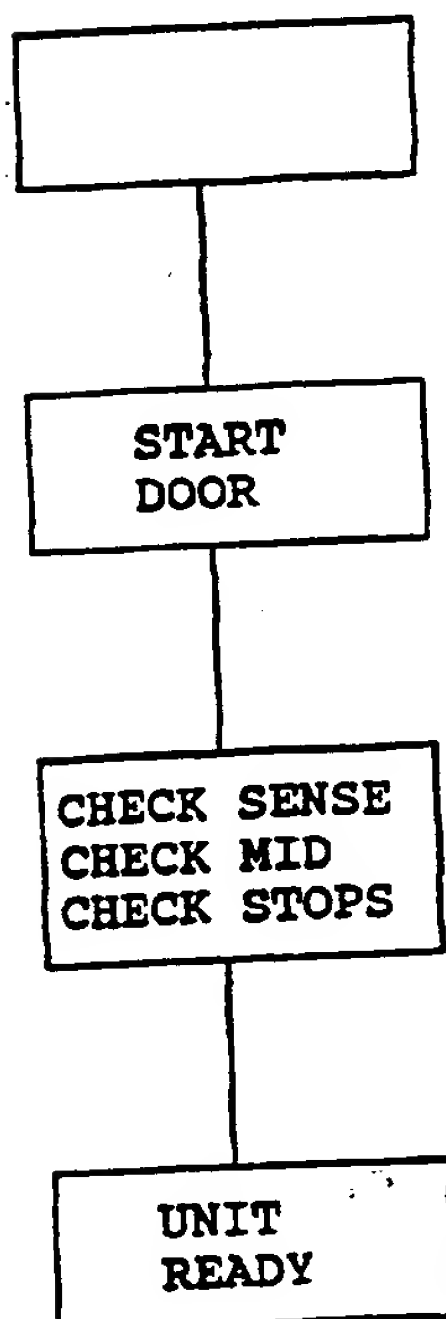 START
DOOR
CHECK SENSE
CHECK MID
CHECK STOPS
UNIT
READY